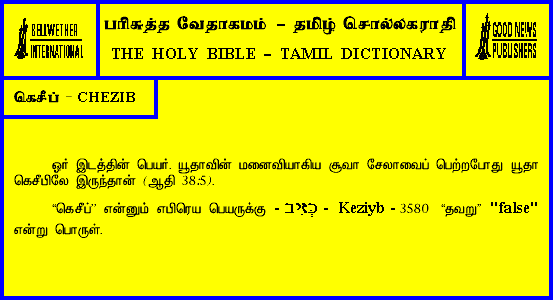 BELLWETHER
INTERNATIONAL
பரிசுத்த வேதாகமம் – தமிழ் சொல்லகராதி
THE HOLY BIBLE – TAMIL DICTIONARY
GOOD NEWS
PUBLISHERS
கெசீப் - CHEZIB
ஓர் இடத்தின் பெயர். யூதாவின் மனைவியாகிய சூவா சேலாவைப் பெற்றபோது யூதா
கெசீபிலே இருந்தான் (ஆதி 38:5).
“கெசீப்” என்னும் எபிரெய பெயருக்கு - כְּזִיב - Keziyb - 3580 “தவறு” "false"
என்று பொருள்.